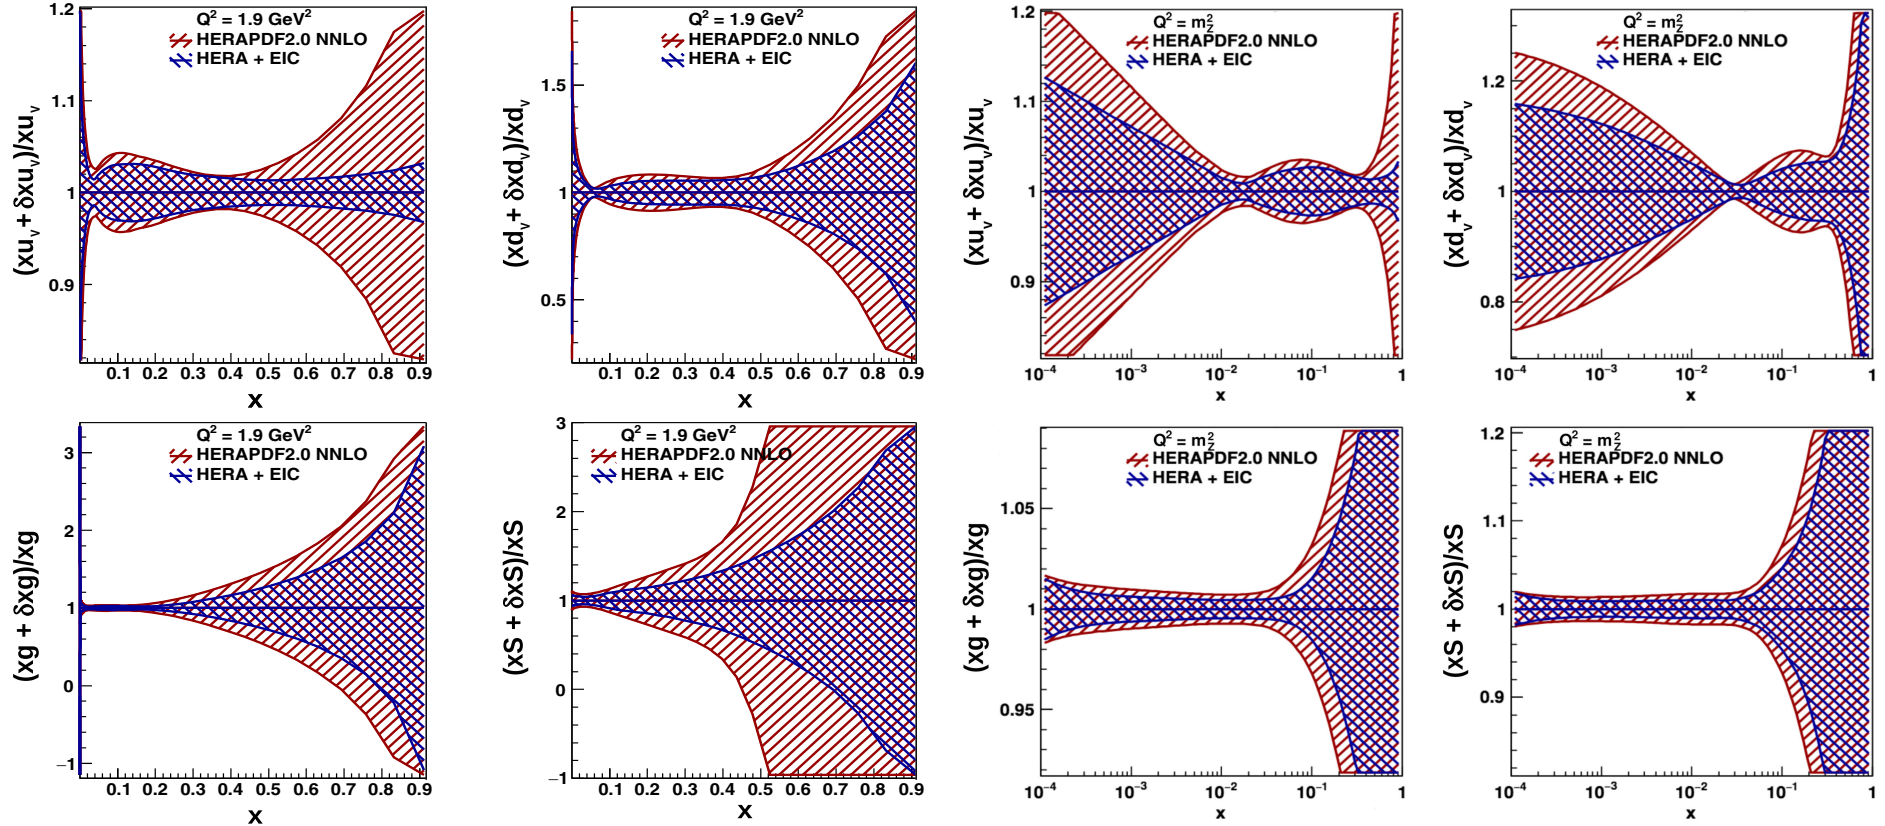 Q² = 1.9 GeV²
HERAPDF2.0 NNLO
HERA + EIC
(xu_v + δxu_v)/xu_v
1.2
1.1
1
0.9
0.1 0.2 0.3 0.4 0.5 0.6 0.7 0.8 0.9
x
Q² = 1.9 GeV²
HERAPDF2.0 NNLO
HERA + EIC
(xd_v + δxd_v)/xd_v
1.5
1
0.5
0.1 0.2 0.3 0.4 0.5 0.6 0.7 0.8 0.9
x
Q² = m_Z²
HERAPDF2.0 NNLO
HERA + EIC
(xu_v + δxu_v)/xu_v
1.2
1.1
1
0.9
10⁻⁴ 10⁻³ 10⁻² 10⁻¹ 1
x
Q² = m_Z²
HERAPDF2.0 NNLO
HERA + EIC
(xd_v + δxd_v)/xd_v
1.2
1
0.8
10⁻⁴ 10⁻³ 10⁻² 10⁻¹ 1
x
Q² = 1.9 GeV²
HERAPDF2.0 NNLO
HERA + EIC
(xg + δxg)/xg
3
2
1
0
−1
0.1 0.2 0.3 0.4 0.5 0.6 0.7 0.8 0.9
x
Q² = 1.9 GeV²
HERAPDF2.0 NNLO
HERA + EIC
(xS + δxS)/xS
3
2
1
0
−1
0.1 0.2 0.3 0.4 0.5 0.6 0.7 0.8 0.9
x
Q² = m_Z²
HERAPDF2.0 NNLO
HERA + EIC
(xg + δxg)/xg
1.05
1
0.95
10⁻⁴ 10⁻³ 10⁻² 10⁻¹ 1
x
Q² = m_Z²
HERAPDF2.0 NNLO
HERA + EIC
(xS + δxS)/xS
1.2
1.1
1
0.9
10⁻⁴ 10⁻³ 10⁻² 10⁻¹ 1
x